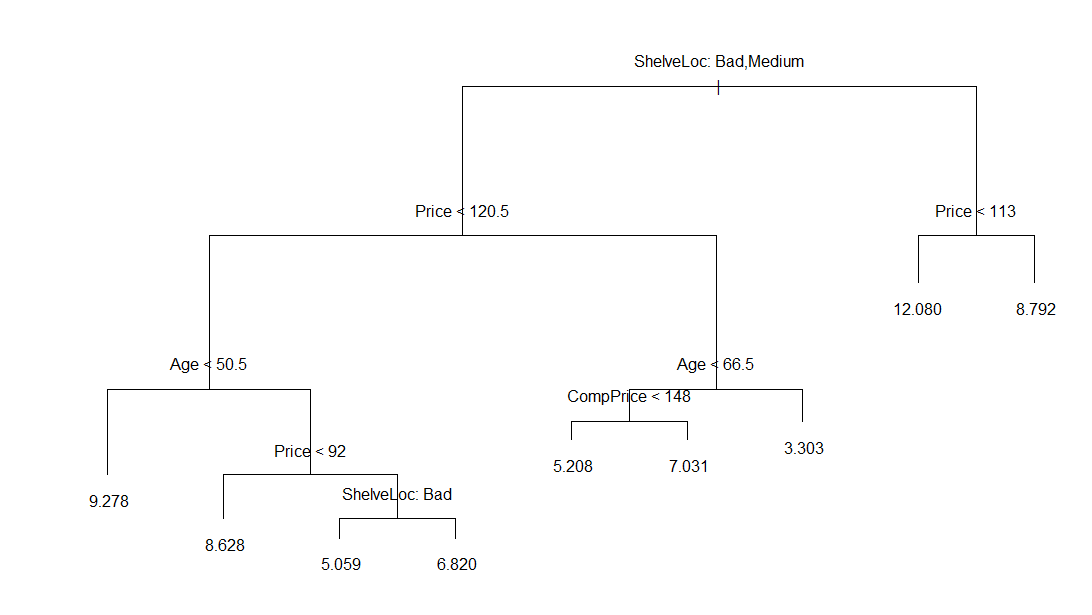 ShelveLoc: Bad,Medium
Price < 120.5
Price < 113
12.080
8.792
Age < 50.5
Age < 66.5
CompPrice < 148
Price < 92
3.303
5.208
7.031
ShelveLoc: Bad
9.278
8.628
5.059
6.820